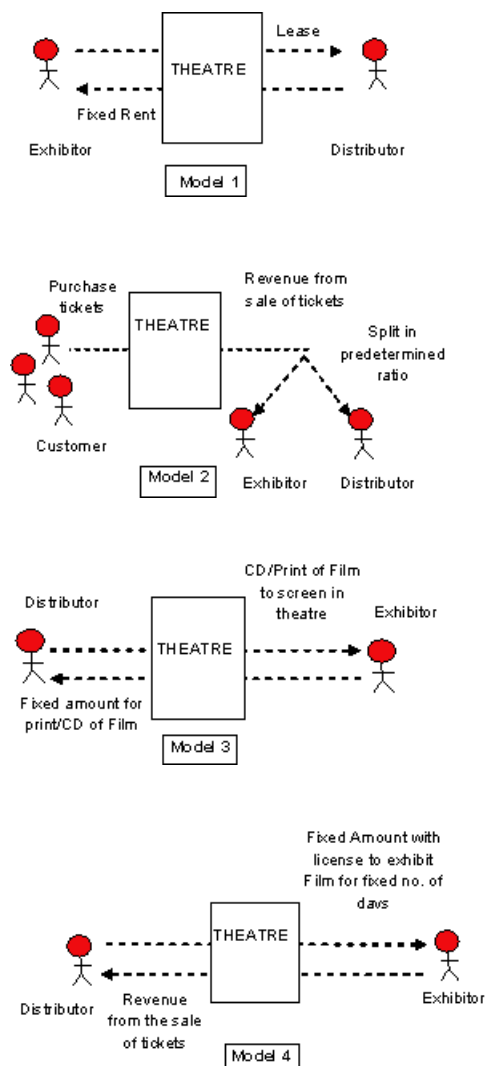 Lease
THEATRE
Fixed Rent
Exhibitor
Distributor
Model 1
Purchase
tickets
Revenue from
sale of tickets
THEATRE
Split in
predetermined
ratio
Customer
Exhibitor
Distributor
Model 2
CD/Print of Film
to screen in
theatre
Distributor
Exhibitor
THEATRE
Fixed amount for
print/CD of Film
Model 3
Fixed Amount with
license to exhibit
Film for fixed no. of
days
THEATRE
Distributor
Revenue
from the sale
of tickets
Exhibitor
Model 4